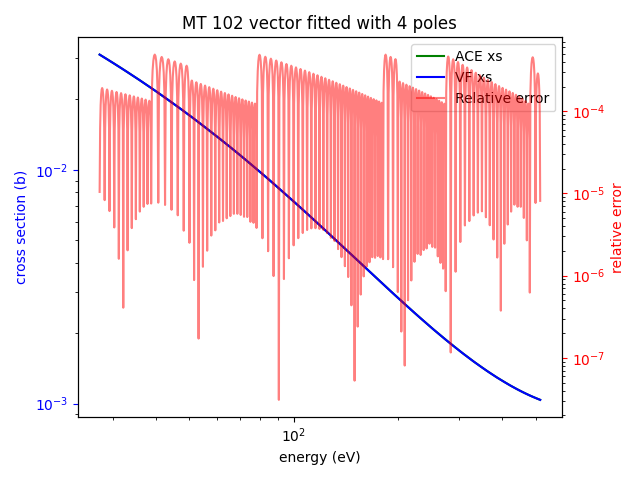 MT 102 vector fitted with 4 poles
ACE xs
VF xs
Relative error
10⁻²
10⁻³
cross section (b)
10⁻⁴
10⁻⁵
10⁻⁶
10⁻⁷
relative error
10²
energy (eV)